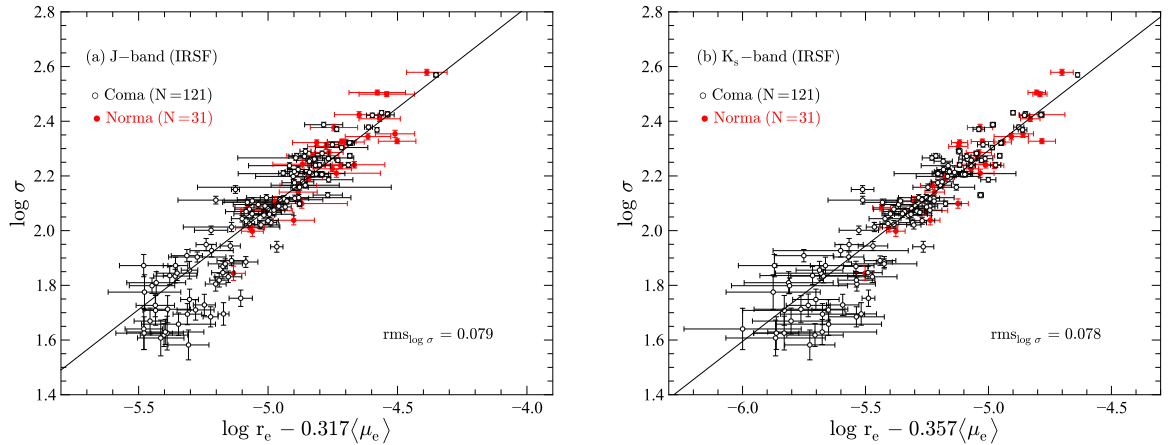 2.8
2.6
2.4
2.2
2.0
1.8
1.6
1.4
log σ
(a) J−band (IRSF)
Coma (N=121)
Norma (N=31)
rms_log σ = 0.079
−5.5 −5.0 −4.5 −4.0
log r_e − 0.317⟨μ_e⟩
2.8
2.6
2.4
2.2
2.0
1.8
1.6
1.4
log σ
(b) K_s−band (IRSF)
Coma (N=121)
Norma (N=31)
rms_log σ = 0.078
−6.0 −5.5 −5.0 −4.5
log r_e − 0.357⟨μ_e⟩